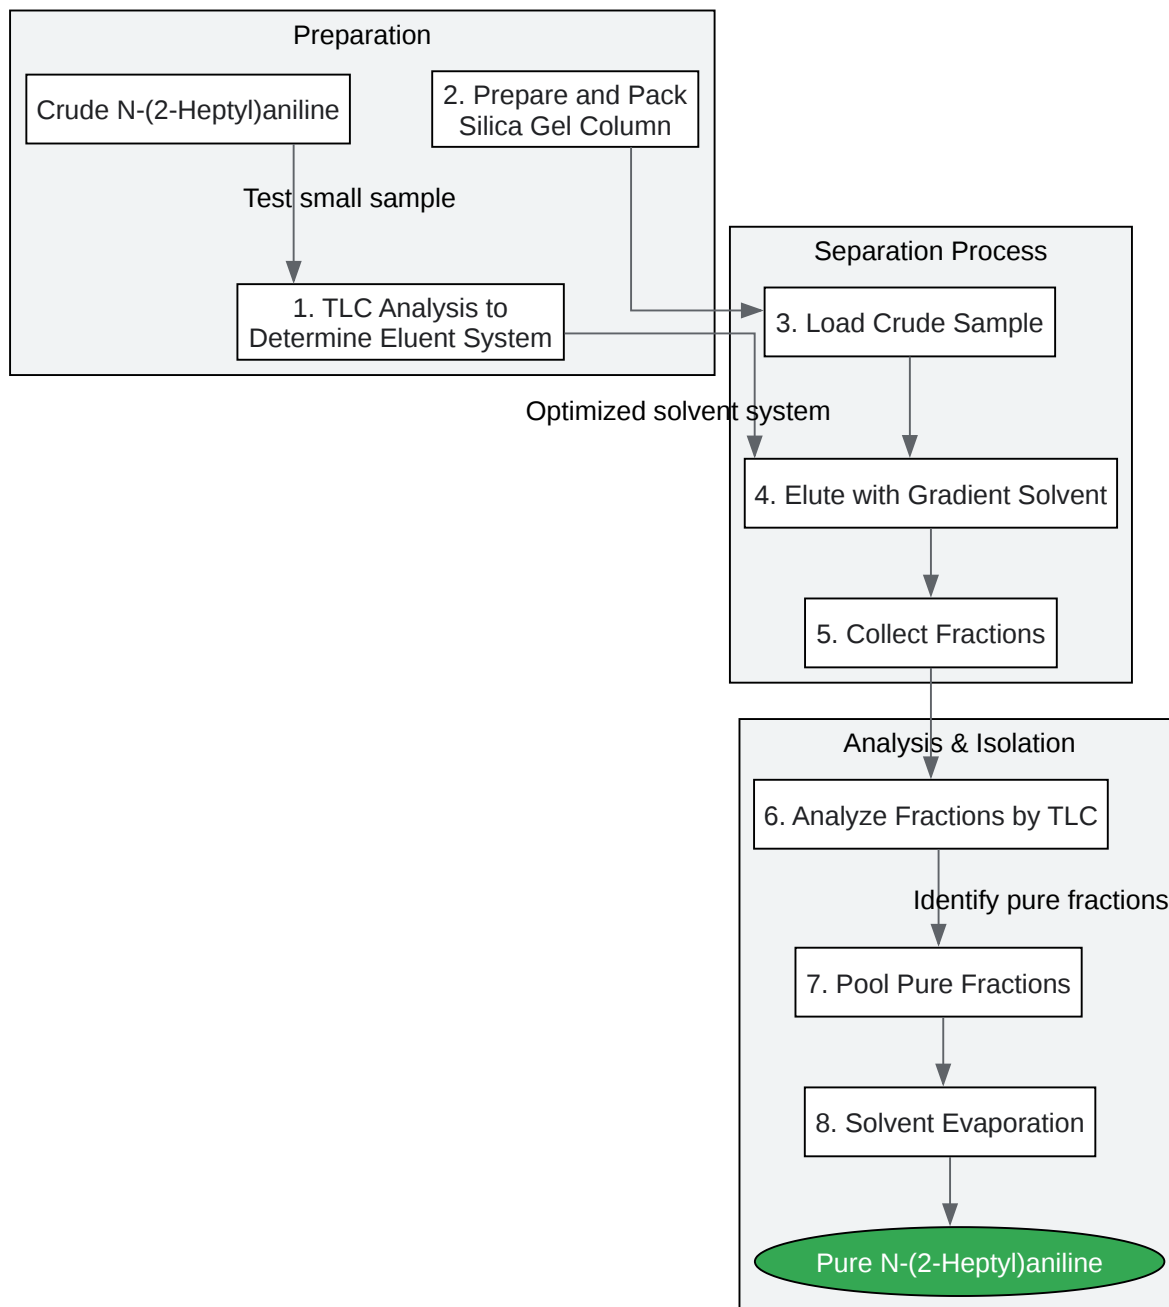 Preparation
Crude N-(2-Heptyl)aniline
2. Prepare and Pack
Silica Gel Column
Test small sample
1. TLC Analysis to
Determine Eluent System
Separation Process
3. Load Crude Sample
Optimized solvent system
4. Elute with Gradient Solvent
5. Collect Fractions
Analysis & Isolation
6. Analyze Fractions by TLC
Identify pure fractions
7. Pool Pure Fractions
8. Solvent Evaporation
Pure N-(2-Heptyl)aniline